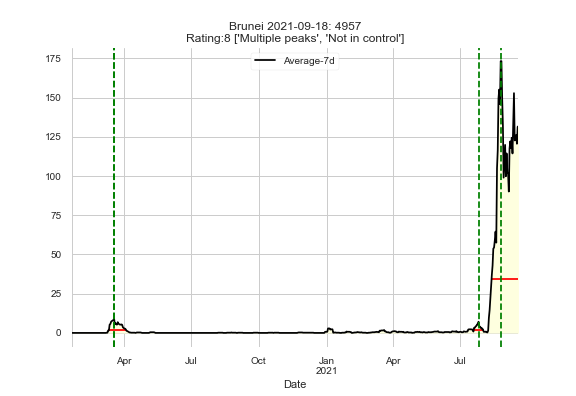 Brunei 2021-09-18: 4957
Rating:8 ['Multiple peaks', 'Not in control']
Average-7d
175
150
125
100
75
50
25
0
Apr Jul Oct Jan Apr Jul
2021
Date